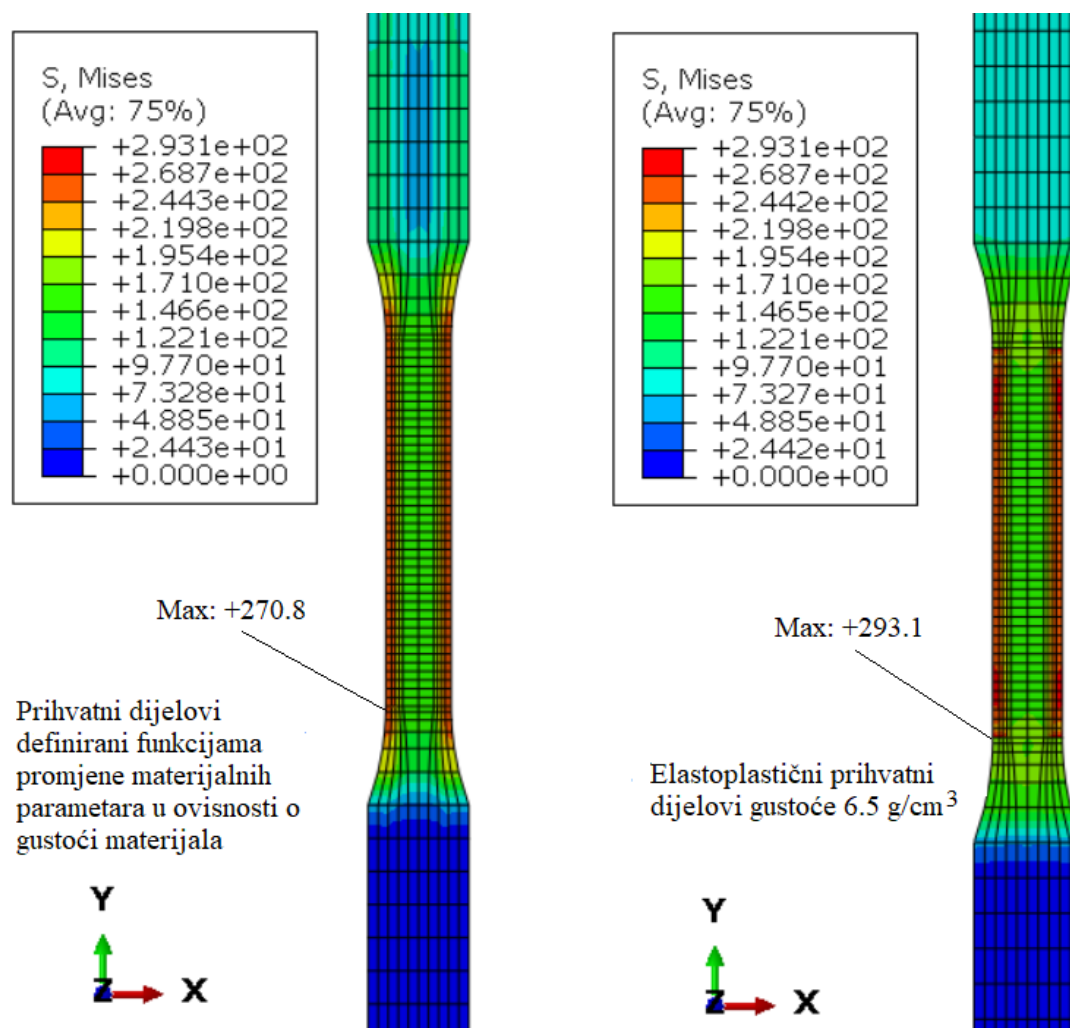 S, Mises
(Avg: 75%)
+2.931e+02
+2.687e+02
+2.443e+02
+2.198e+02
+1.954e+02
+1.710e+02
+1.466e+02
+1.221e+02
+9.770e+01
+7.328e+01
+4.885e+01
+2.443e+01
+0.000e+00
Max: +270.8
Prihvatni dijelovi
definirani funkcijama
promjene materijalnih
parametara u ovisnosti o
gustoći materijala
Y
Z
X
S, Mises
(Avg: 75%)
+2.931e+02
+2.687e+02
+2.442e+02
+2.198e+02
+1.954e+02
+1.710e+02
+1.465e+02
+1.221e+02
+9.770e+01
+7.327e+01
+4.885e+01
+2.442e+01
+0.000e+00
Max: +293.1
Elastoplastični prihvatni
dijelovi gustoće 6.5 g/cm³
Y
Z
X